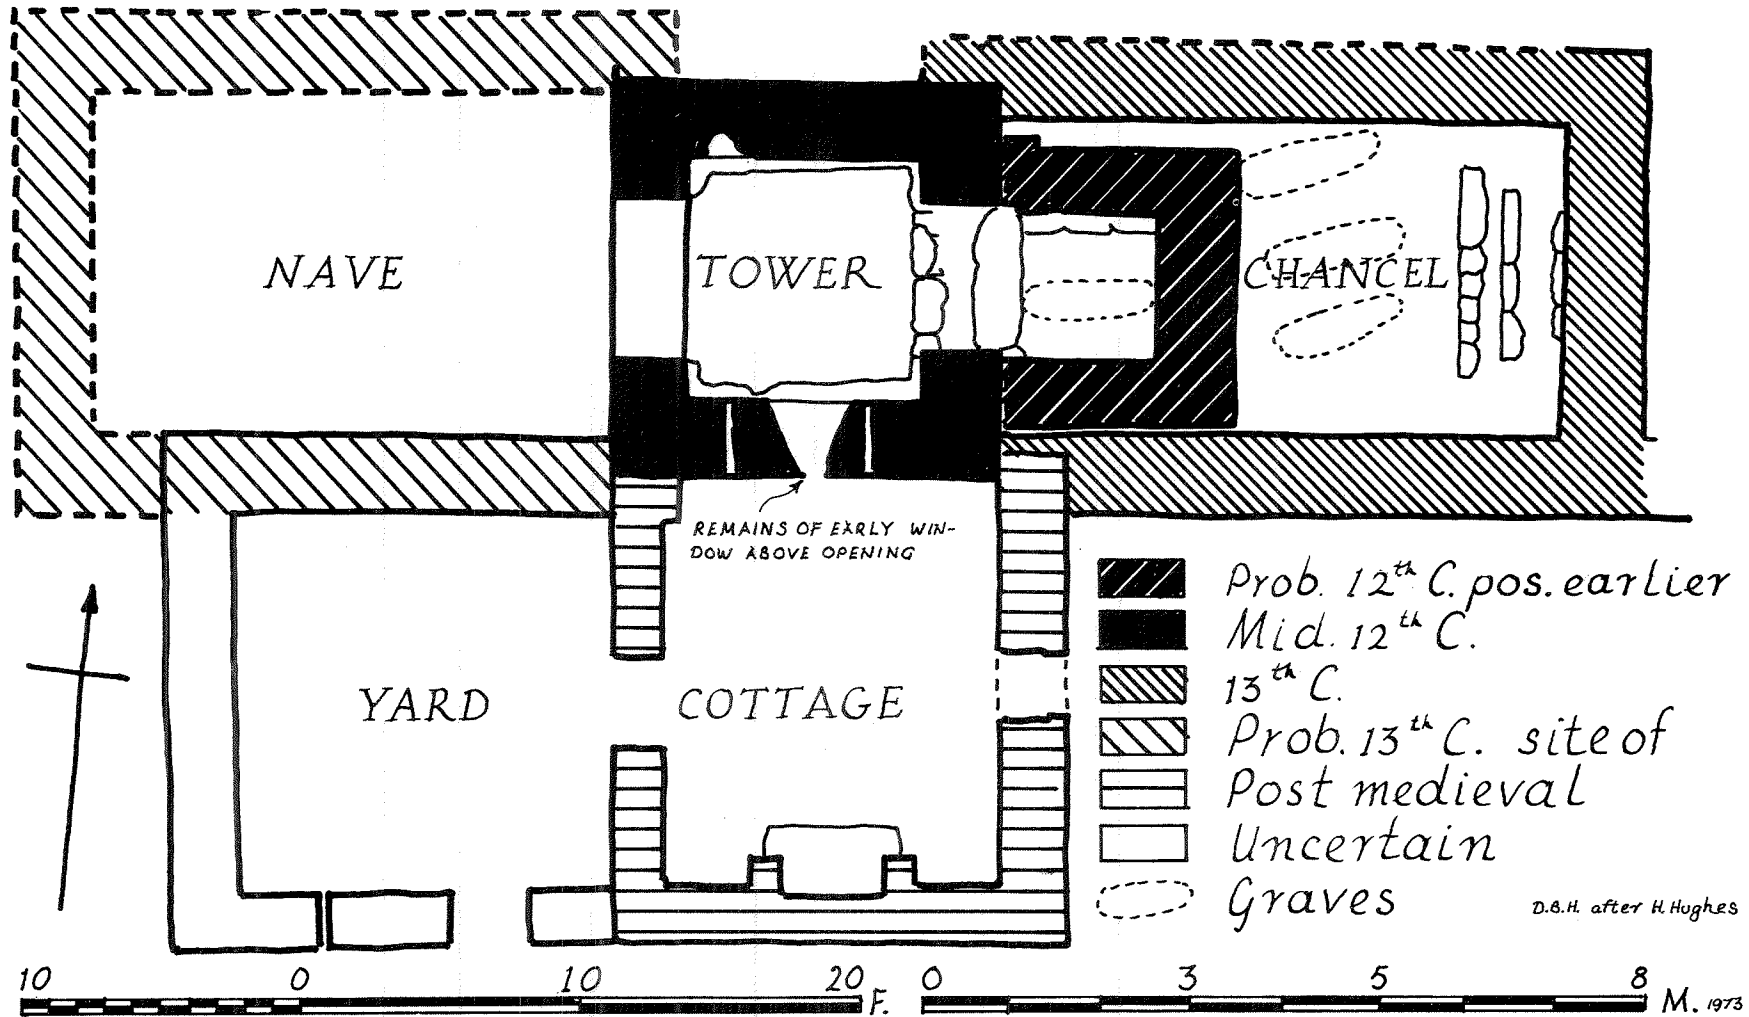 NAVE
TOWER
CHANCEL
REMAINS OF EARLY WIN-
DOW ABOVE OPENING
YARD
COTTAGE
Prob. 12th C. pos. earlier
Mid. 12th C.
13th C.
Prob. 13th C. site of
Post medieval
Uncertain
Graves
D.B.H. after H. Hughes
10 0 10 20 F.
0 3 5 8 M. 1973